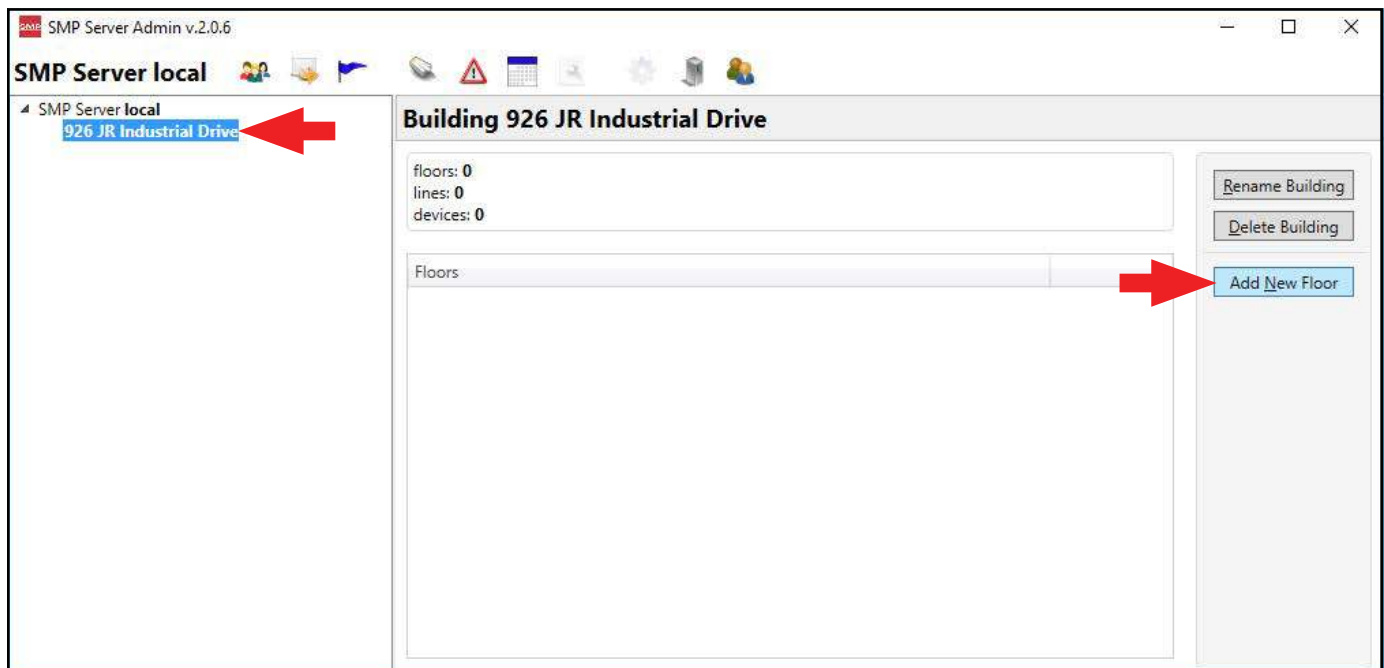 SMP SMP Server Admin v.2.0.6
SMP Server local
SMP Server local
926 JR Industrial Drive
Building 926 JR Industrial Drive
floors: 0
lines: 0
devices: 0
Rename Building
Delete Building
Floors
Add New Floor